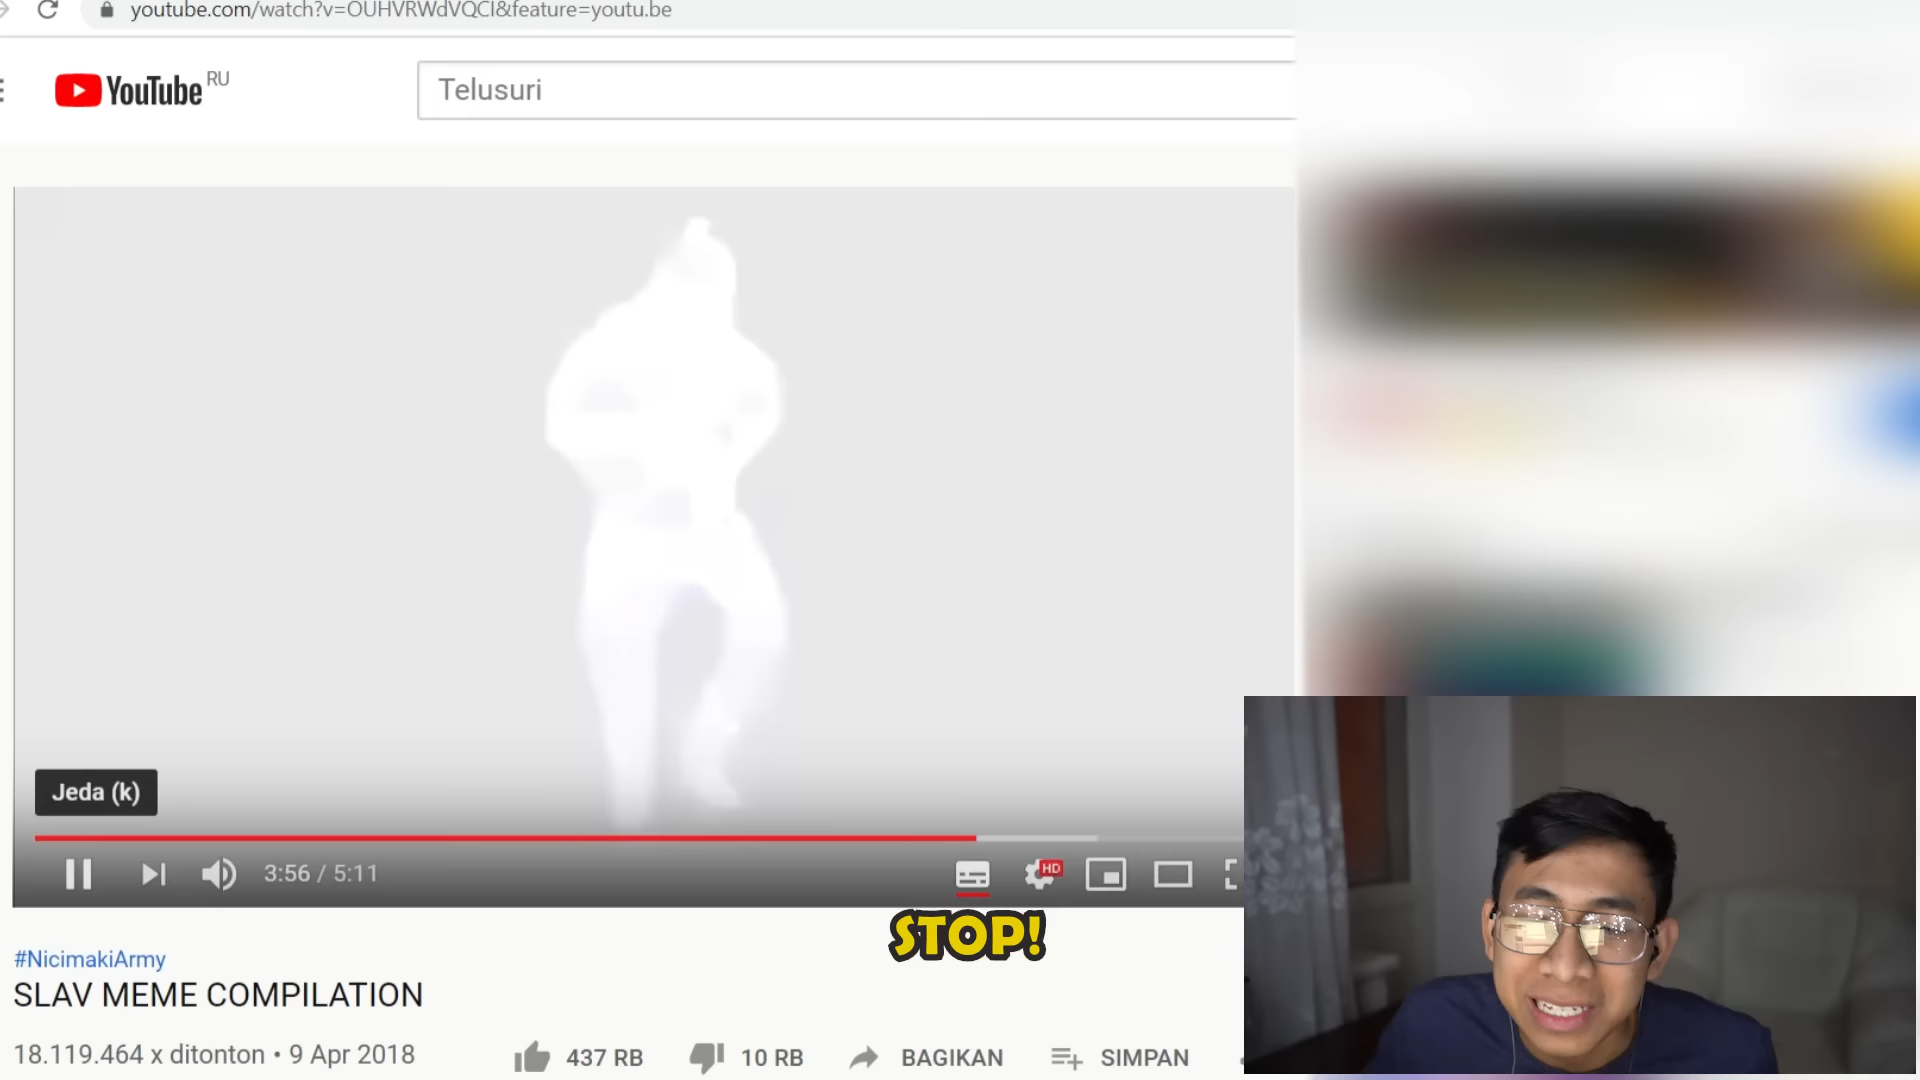 youtube.com/watch?v=OUHVRWdVQCI&feature=youtu.be
YouTube RU
Telusuri
Jeda (k)
3:56 / 5:11
HD
STOP!
#NicimakiArmy
SLAV MEME COMPILATION
18.119.464 x ditonton • 9 Apr 2018
437 RB
10 RB
BAGIKAN
SIMPAN